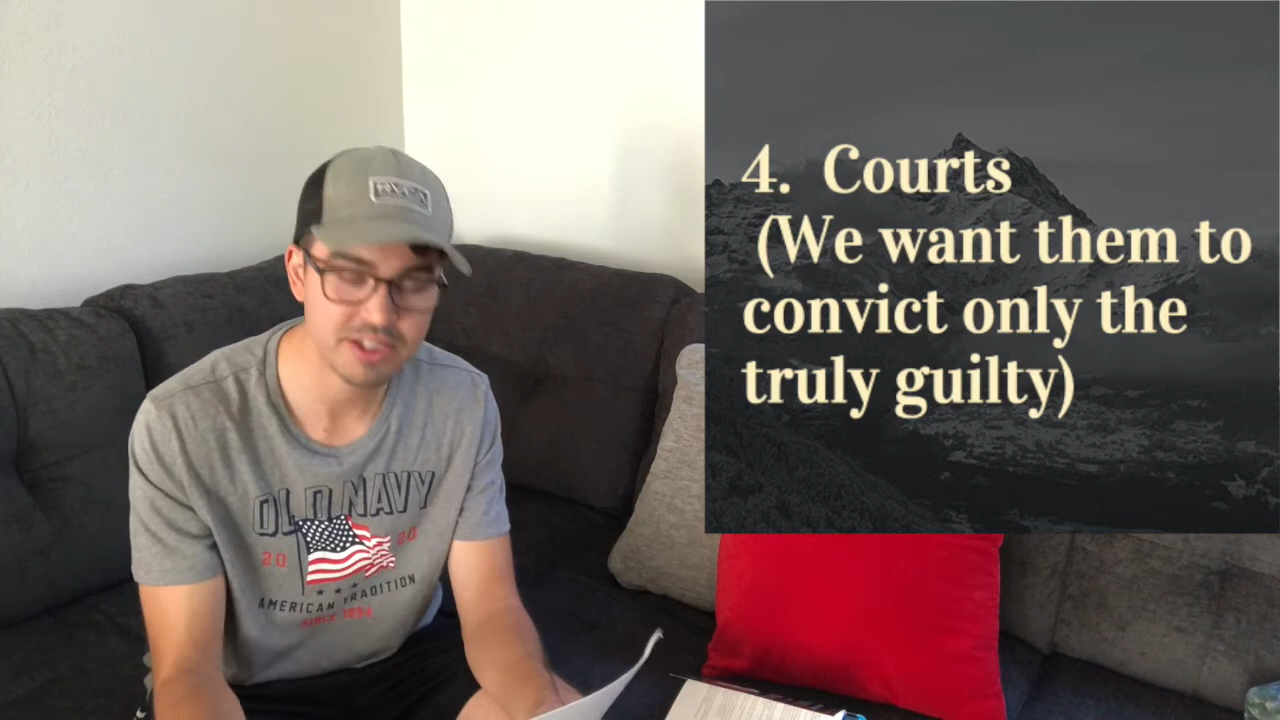 4. Courts
(We want them to
convict only the
truly guilty)
OLD NAVY
20 20
AMERICAN TRADITION
SINCE 1994